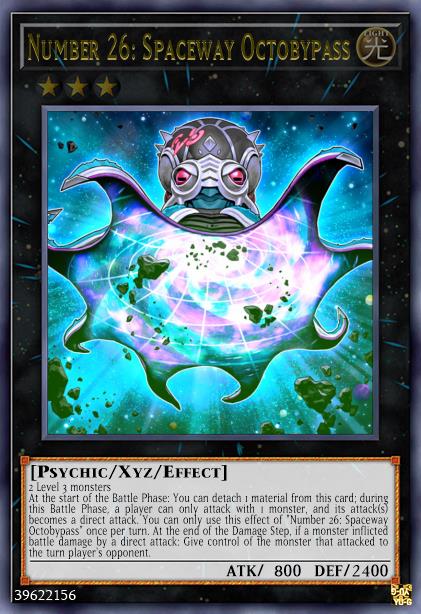 NUMBER 26: SPACEWAY OCTOBYPASS
LIGHT
光
[PSYCHIC/XYZ/EFFECT]
2 Level 3 monsters
At the start of the Battle Phase: You can detach 1 material from this card; during
this Battle Phase, a player can only attack with 1 monster, and its attack(s)
becomes a direct attack. You can only use this effect of "Number 26: Spaceway
Octobypass" once per turn. At the end of the Damage Step, if a monster inflicted
battle damage by a direct attack: Give control of the monster that attacked to
the turn player's opponent.
ATK/ 800 DEF/2400
39622156